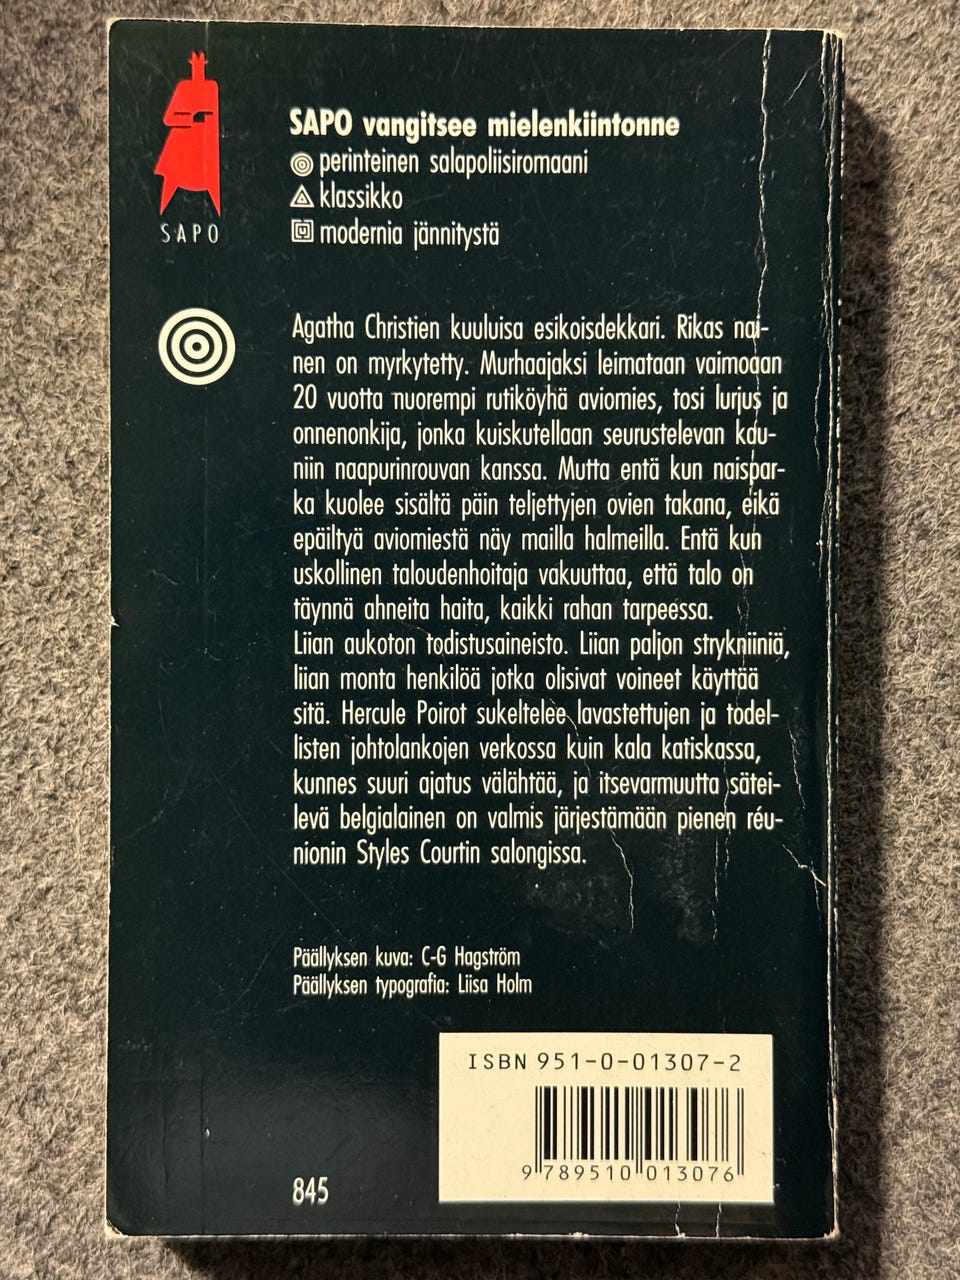 SAPO vangitsee mielenkiintonne
perinteinen salapoliisiromaani
klassikko
modernia jännitystä
SAPO
Agatha Christien kuuluisa esikoisdekkari. Rikas nai-
nen on myrkytetty. Murhaajaksi leimataan vaimoaan
20 vuotta nuorempi rutiköyhä aviomies, tosi lurjus ja
onnenonkija, jonka kuiskutellaan seurustelevan kau-
niin naapurinrouvan kanssa. Mutta entä kun naispar-
ka kuolee sisältä päin teljettyjen ovien takana, eikä
epäiltyä aviomiestä näy mailla halmeilla. Entä kun
uskollinen taloudenhoitaja vakuuttaa, että talo on
täynnä ahneita haita, kaikki rahan tarpeessa.
Liian aukoton todistusaineisto. Liian paljon strykniiniä,
liian monta henkilöä jotka olisivat voineet käyttää
sitä. Hercule Poirot sukeltelee lavastettujen ja todel-
listen johtolankojen verkossa kuin kala katiskassa,
kunnes suuri ajatus välähtää, ja itsevarmuutta sätei-
levä belgialainen on valmis järjestämään pienen réu-
nionin Styles Courtin salongissa.
Päällyksen kuva: C-G Hagström
Päällyksen typografia: Liisa Holm
ISBN 951-0-01307-2
9 789510 013076
845